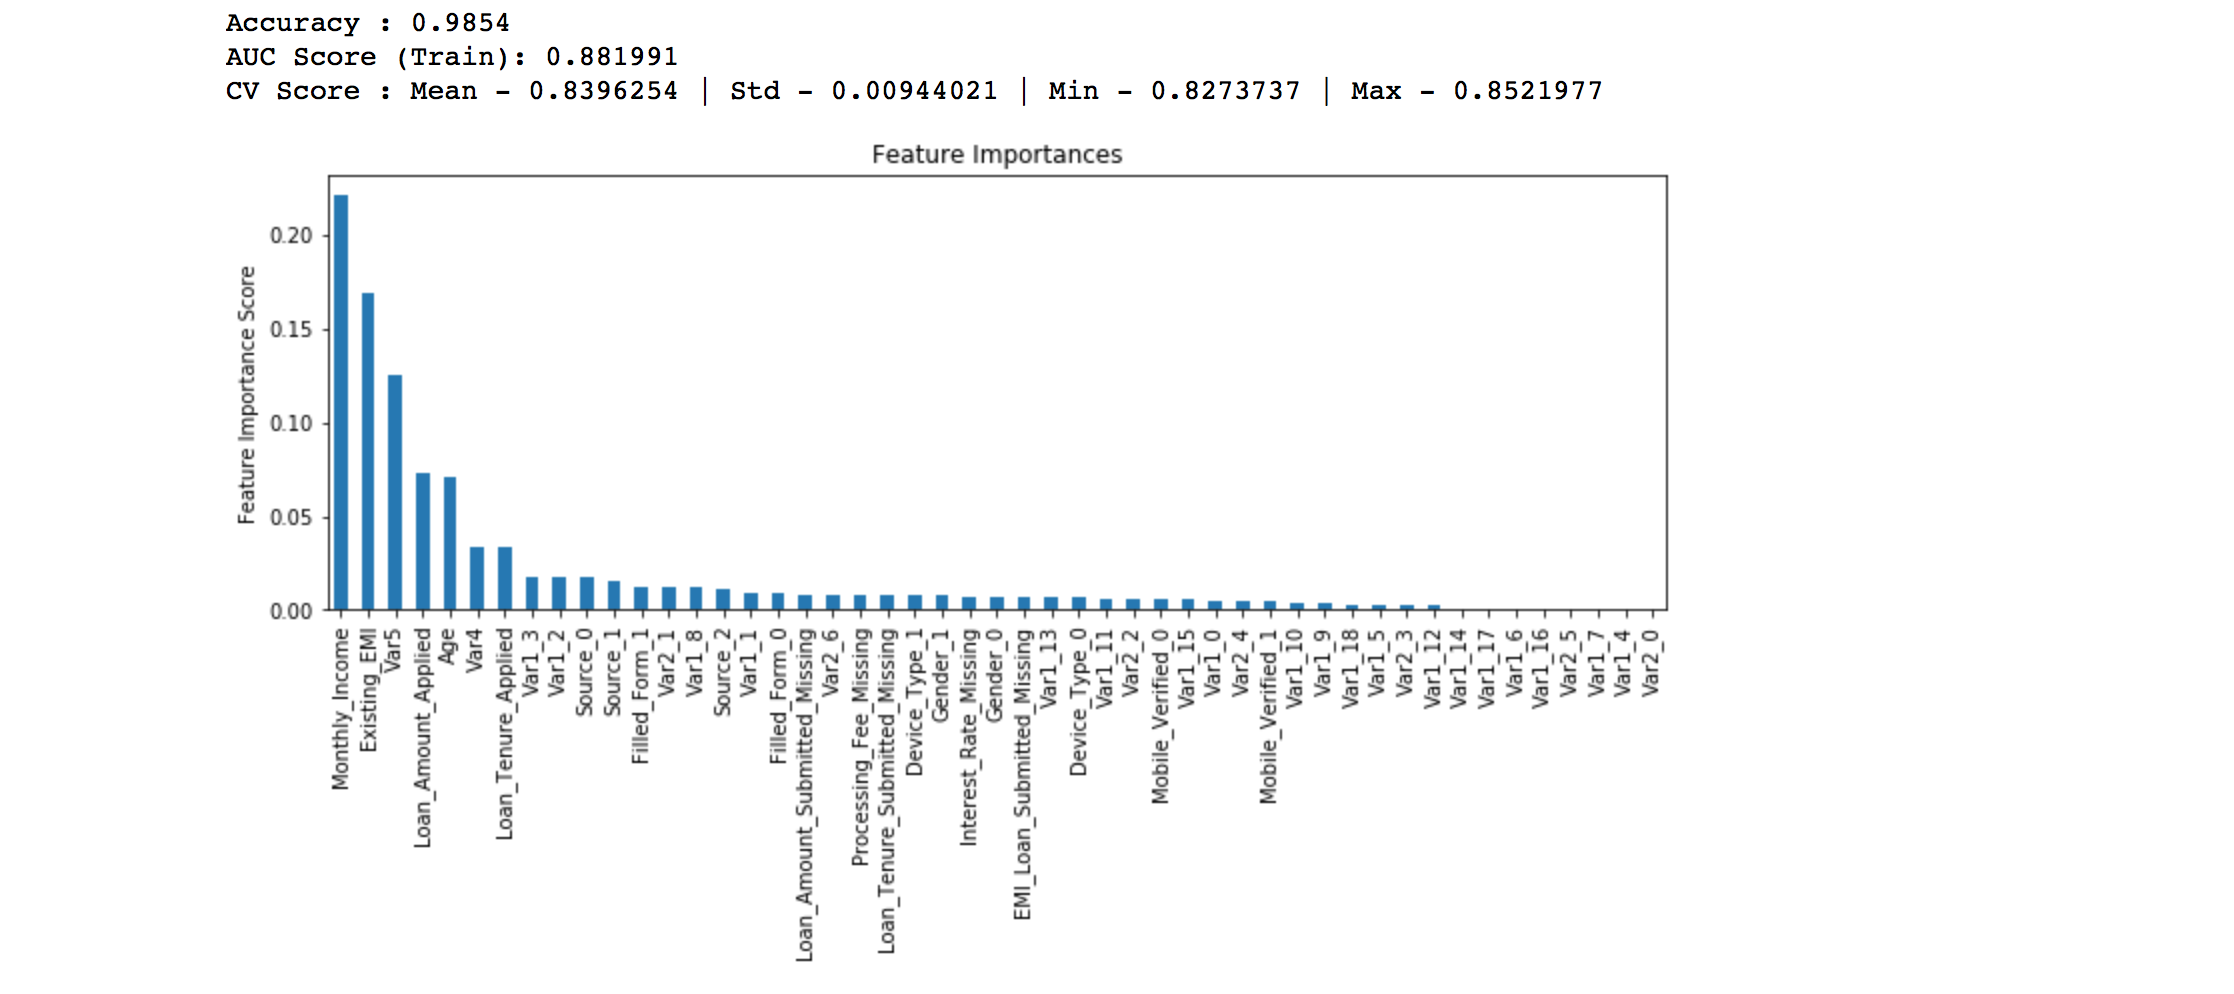 Accuracy : 0.9854
AUC Score (Train): 0.881991
CV Score : Mean - 0.8396254 | Std - 0.00944021 | Min - 0.8273737 | Max - 0.8521977
Feature Importances
Feature Importance Score
0.20
0.15
0.10
0.05
0.00
Monthly_Income
Existing_EMI
Var5
Loan_Amount_Applied
Age
Var4
Loan_Tenure_Applied
Var1_3
Var1_2
Source_0
Source_1
Filled_Form_1
Var2_1
Var1_8
Source_2
Var1_1
Filled_Form_0
Loan_Amount_Submitted_Missing
Var2_6
Processing_Fee_Missing
Loan_Tenure_Submitted_Missing
Device_Type_1
Gender_1
Interest_Rate_Missing
Gender_0
EMI_Loan_Submitted_Missing
Var1_13
Device_Type_0
Var1_11
Var2_2
Mobile_Verified_0
Var1_15
Var1_0
Var2_4
Mobile_Verified_1
Var1_10
Var1_9
Var1_18
Var1_5
Var2_3
Var1_12
Var1_14
Var1_17
Var1_6
Var1_16
Var2_5
Var1_7
Var1_4
Var2_0